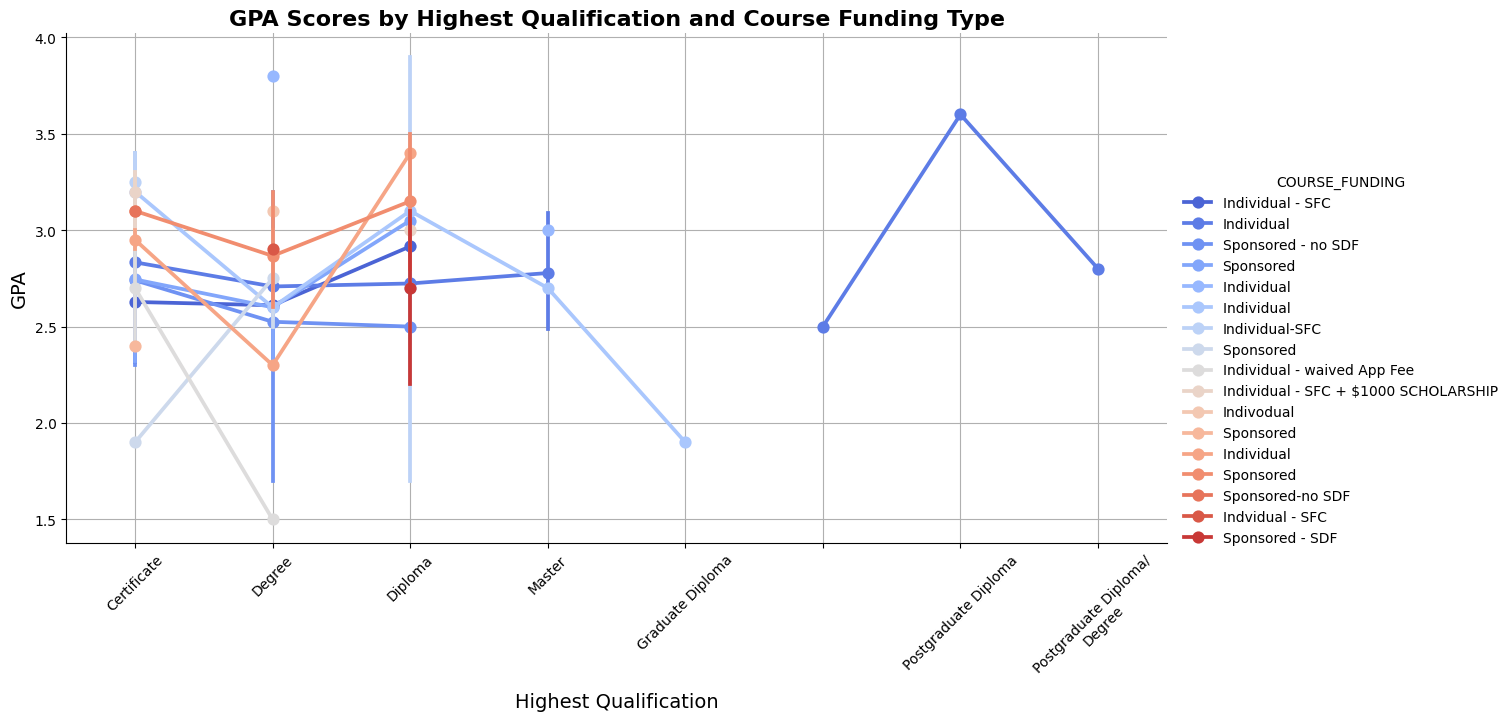 GPA Scores by Highest Qualification and Course Funding Type
GPA
4.0
3.5
3.0
2.5
2.0
1.5
Certificate
Degree
Diploma
Master
Graduate Diploma
Postgraduate Diploma
Postgraduate Diploma/
Degree
Highest Qualification
COURSE_FUNDING
Individual - SFC
Individual
Sponsored - no SDF
Sponsored
Individual
Individual
Individual-SFC
Sponsored
Individual - waived App Fee
Individual - SFC + $1000 SCHOLARSHIP
Indivodual
Sponsored
Individual
Sponsored
Sponsored-no SDF
Indvidual - SFC
Sponsored - SDF